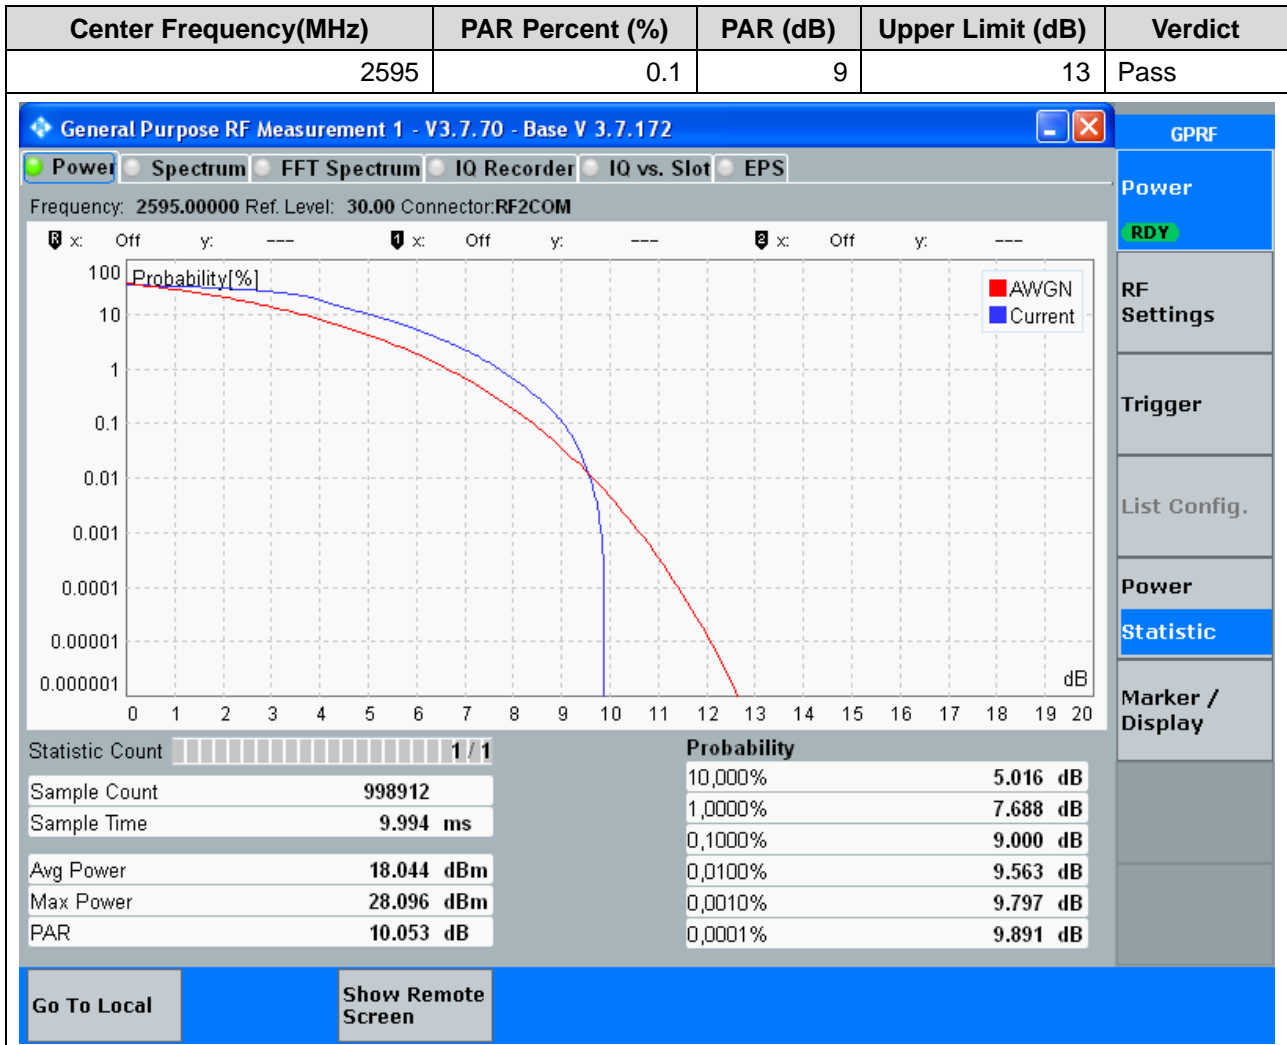 Center Frequency(MHz) PAR Percent (%) PAR (dB) Upper Limit (dB) Verdict
2595 0.1 9 13 Pass
General Purpose RF Measurement 1 - V3.7.70 - Base V 3.7.172
GPRF
Power Spectrum FFT Spectrum IQ Recorder IQ vs. Slot EPS
Frequency: 2595.00000 Ref. Level: 30.00 Connector:RF2COM
R x: Off y: --- 1 x: Off y: --- 2 x: Off y: ---
Probability[%]
100
10
1
0.1
0.01
0.001
0.0001
0.00001
0.000001
AWGN
Current
dB
0 1 2 3 4 5 6 7 8 9 10 11 12 13 14 15 16 17 18 19 20
Statistic Count 1 / 1
Sample Count 998912
Sample Time 9.994 ms
Avg Power 18.044 dBm
Max Power 28.096 dBm
PAR 10.053 dB
Probability
10,000% 5.016 dB
1,0000% 7.688 dB
0,1000% 9.000 dB
0,0100% 9.563 dB
0,0010% 9.797 dB
0,0001% 9.891 dB
Power
RDY
RF
Settings
Trigger
List Config.
Power
Statistic
Marker /
Display
Go To Local
Show Remote
Screen